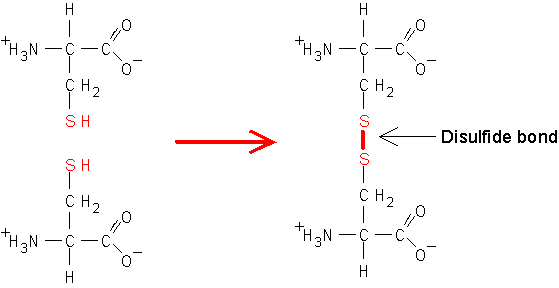 H H
+ H3N C C O O − + H3N C C O O −
CH2 CH2
SH S
Disulfide bond
SH S
CH2 CH2
+ H3N C C O O − + H3N C C O O −
H H